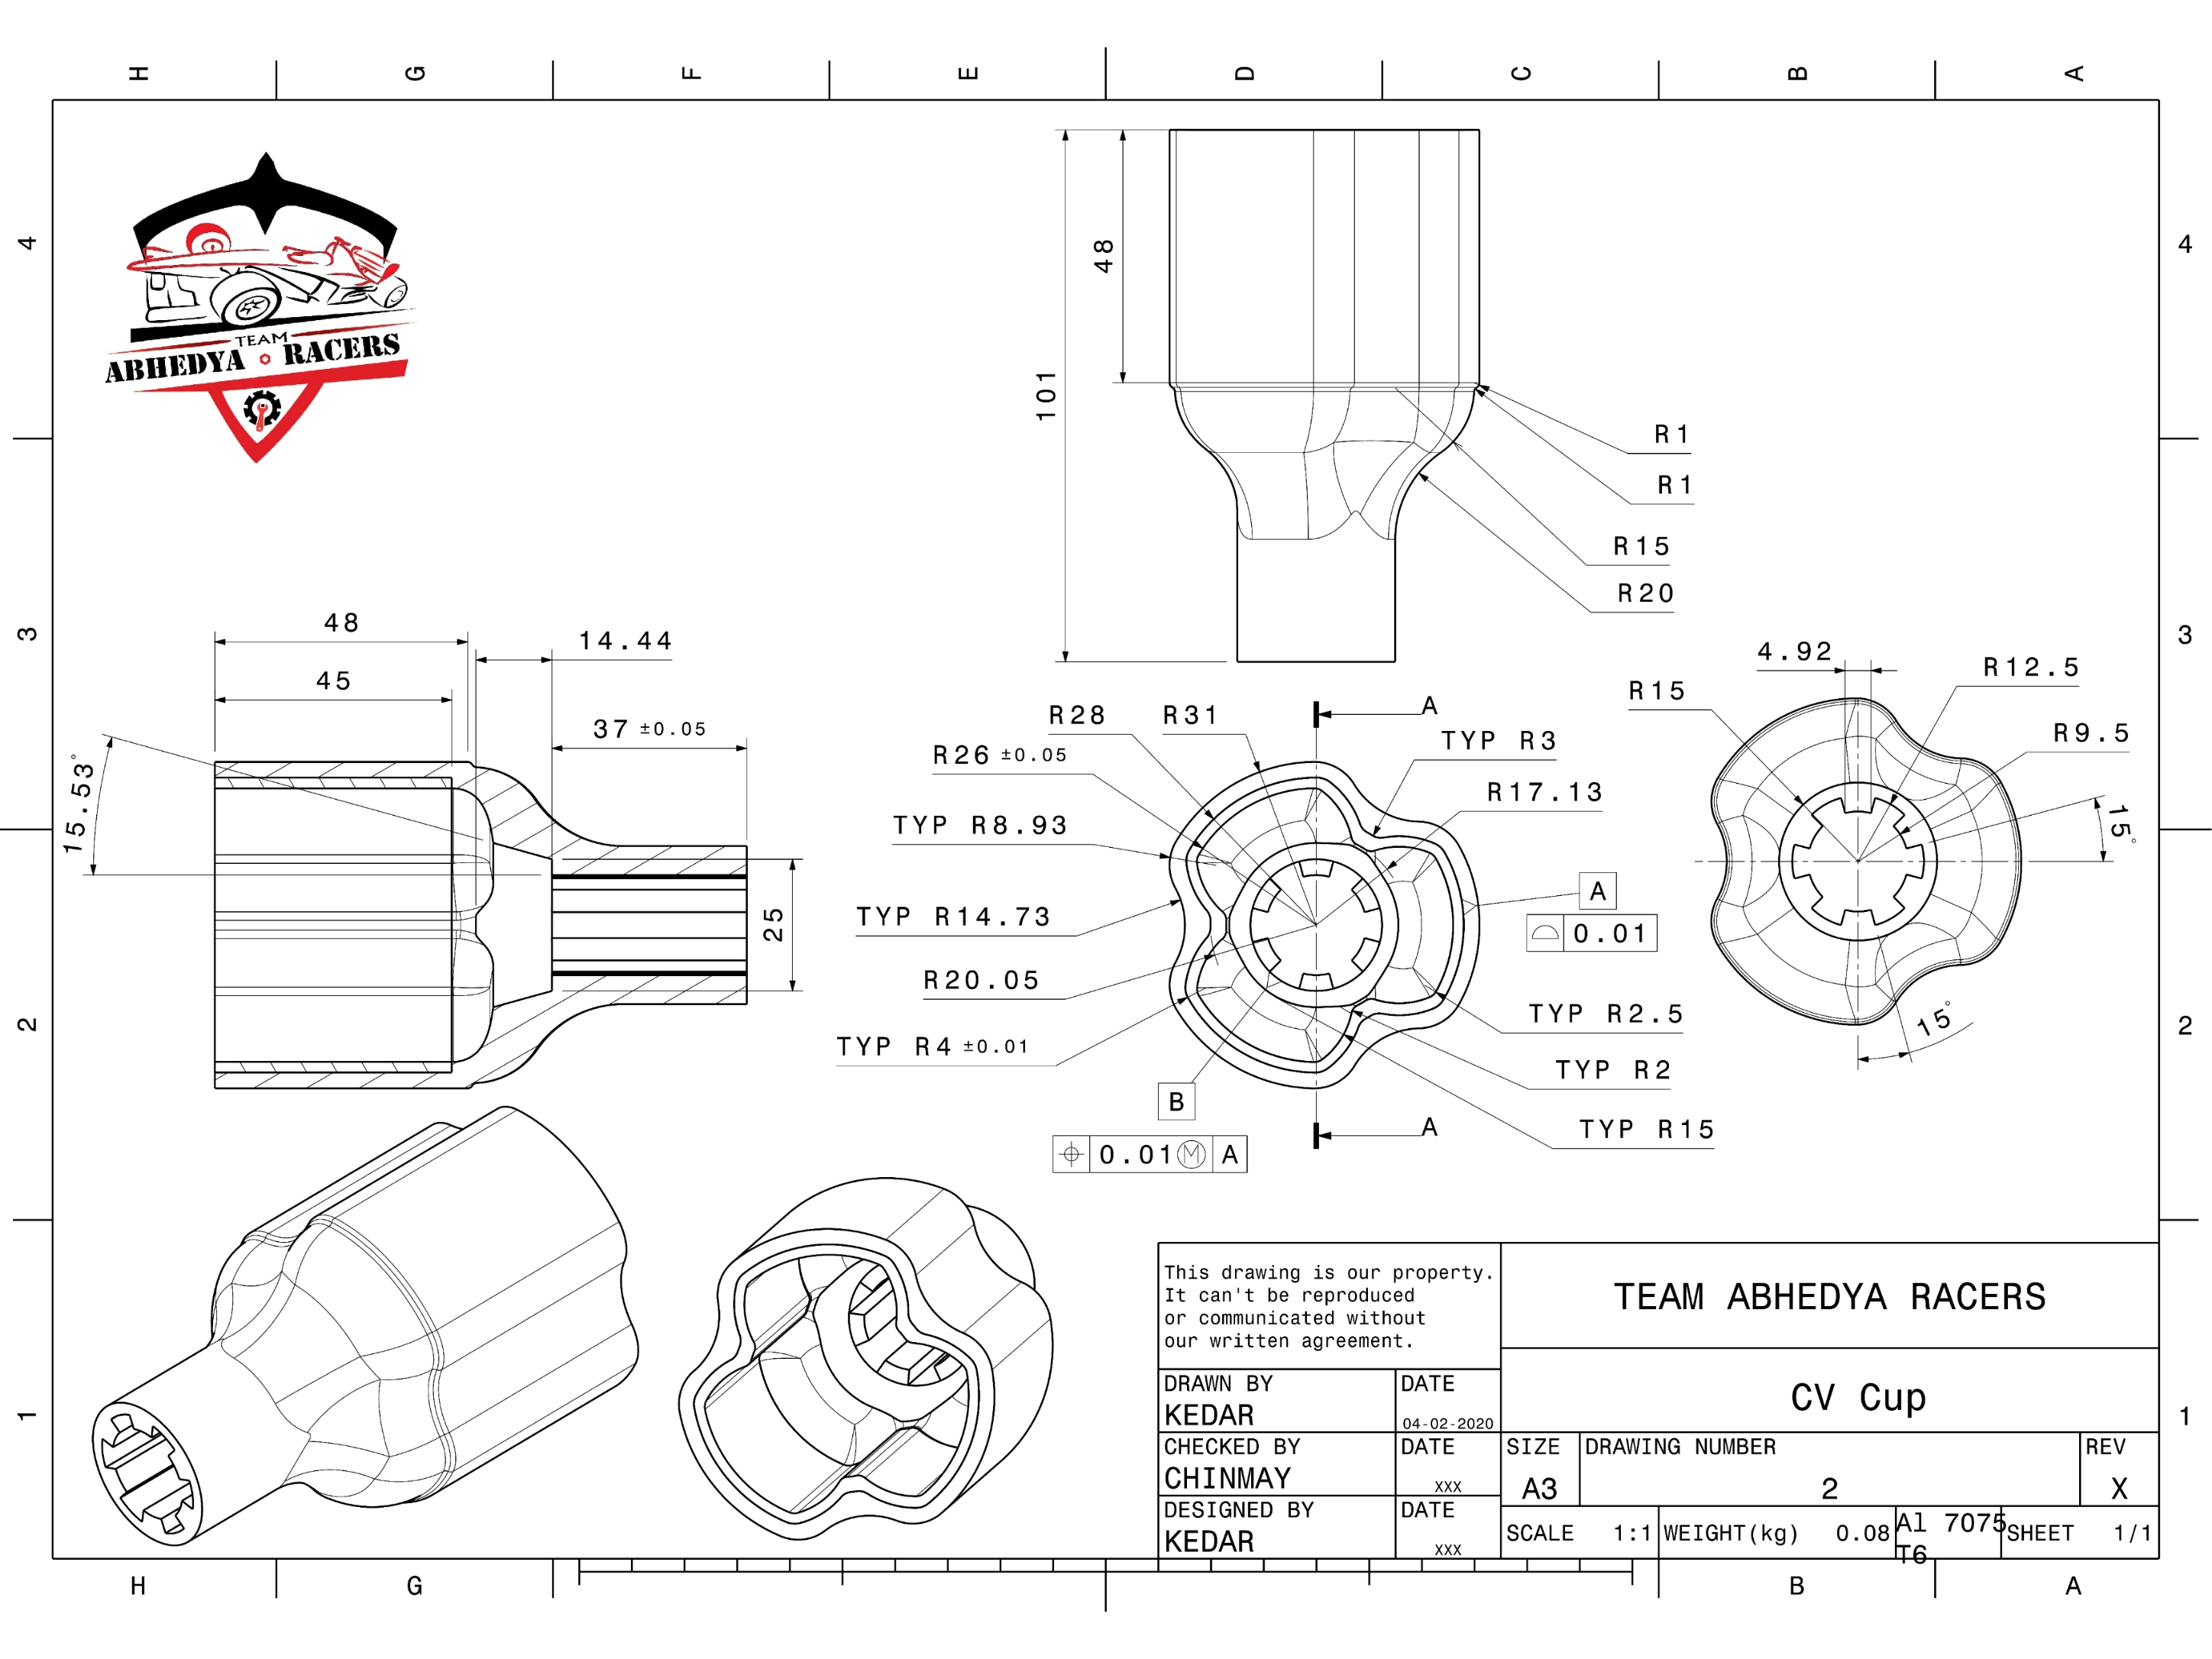 H G F E D C B A
4
4
TEAM
ABHEDYA RACERS
48
101
R1
R1
R15
R20
3
3
48
14.44
45
37 ±0.05
15.53°
25
R28
R31
A
R26 ±0.05
TYP R3
TYP R8.93
R17.13
TYP R14.73
A
0.01
R20.05
TYP R2.5
TYP R4 ±0.01
TYP R2
B
A
TYP R15
0.01 Ⓜ A
4.92
R15
R12.5
R9.5
15°
15°
2
2
1
1
This drawing is our property.
It can't be reproduced
or communicated without
our written agreement.
TEAM ABHEDYA RACERS
DRAWN BY
KEDAR
DATE
04-02-2020
CV Cup
CHECKED BY
CHINMAY
DATE
XXX
SIZE
A3
DRAWING NUMBER
2
REV
X
DESIGNED BY
KEDAR
DATE
XXX
SCALE 1:1
WEIGHT(kg) 0.08
Al 7075
T6
SHEET 1/1
H G B A